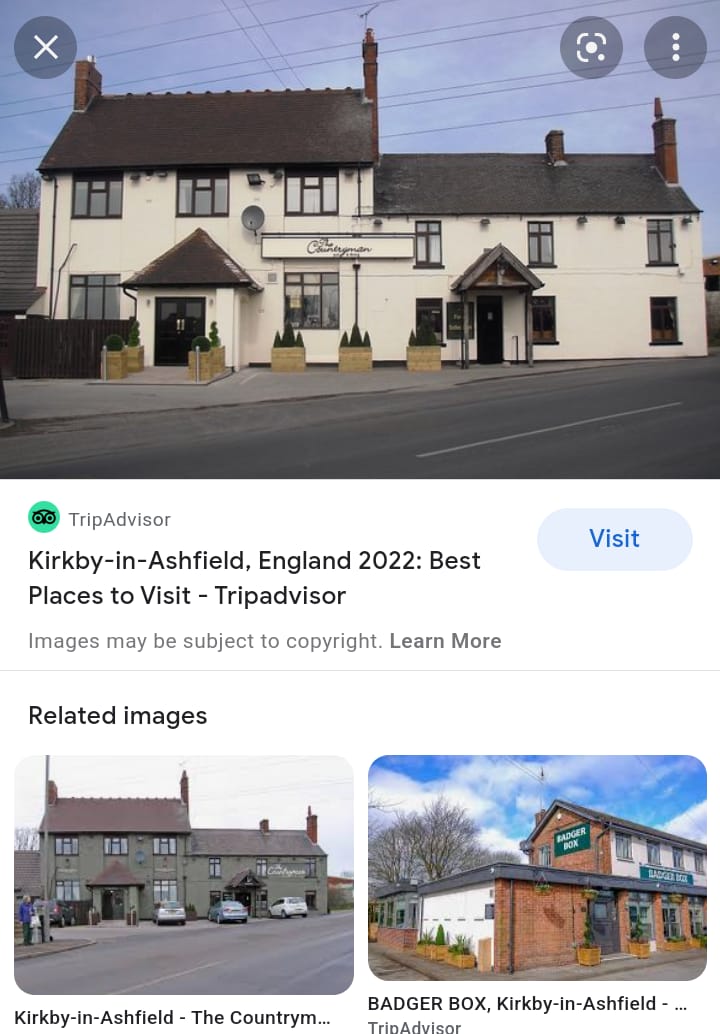 The
Countryman
TripAdvisor
Kirkby-in-Ashfield, England 2022: Best
Places to Visit - Tripadvisor
Visit
Images may be subject to copyright. Learn More
Related images
The
Countryman
BADGER
BOX
BADGER BOX
Kirkby-in-Ashfield - The Countrym...
BADGER BOX, Kirkby-in-Ashfield - ...
TripAdvisor